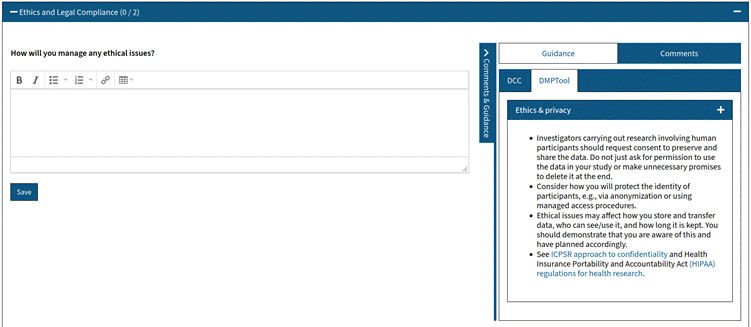 Ethics and Legal Compliance (0 / 2)
How will you manage any ethical issues?
B I
Save
Comments & Guidance
Guidance
Comments
DCC
DMPTool
Ethics & privacy
• Investigators carrying out research involving human
participants should request consent to preserve and
share the data. Do not just ask for permission to use
the data in your study or make unnecessary promises
to delete it at the end.
• Consider how you will protect the identity of
participants, e.g., via anonymization or using
managed access procedures.
• Ethical issues may affect how you store and transfer
data, who can see/use it, and how long it is kept. You
should demonstrate that you are aware of this and
have planned accordingly.
• See ICPSR approach to confidentiality and Health
Insurance Portability and Accountability Act (HIPAA)
regulations for health research.